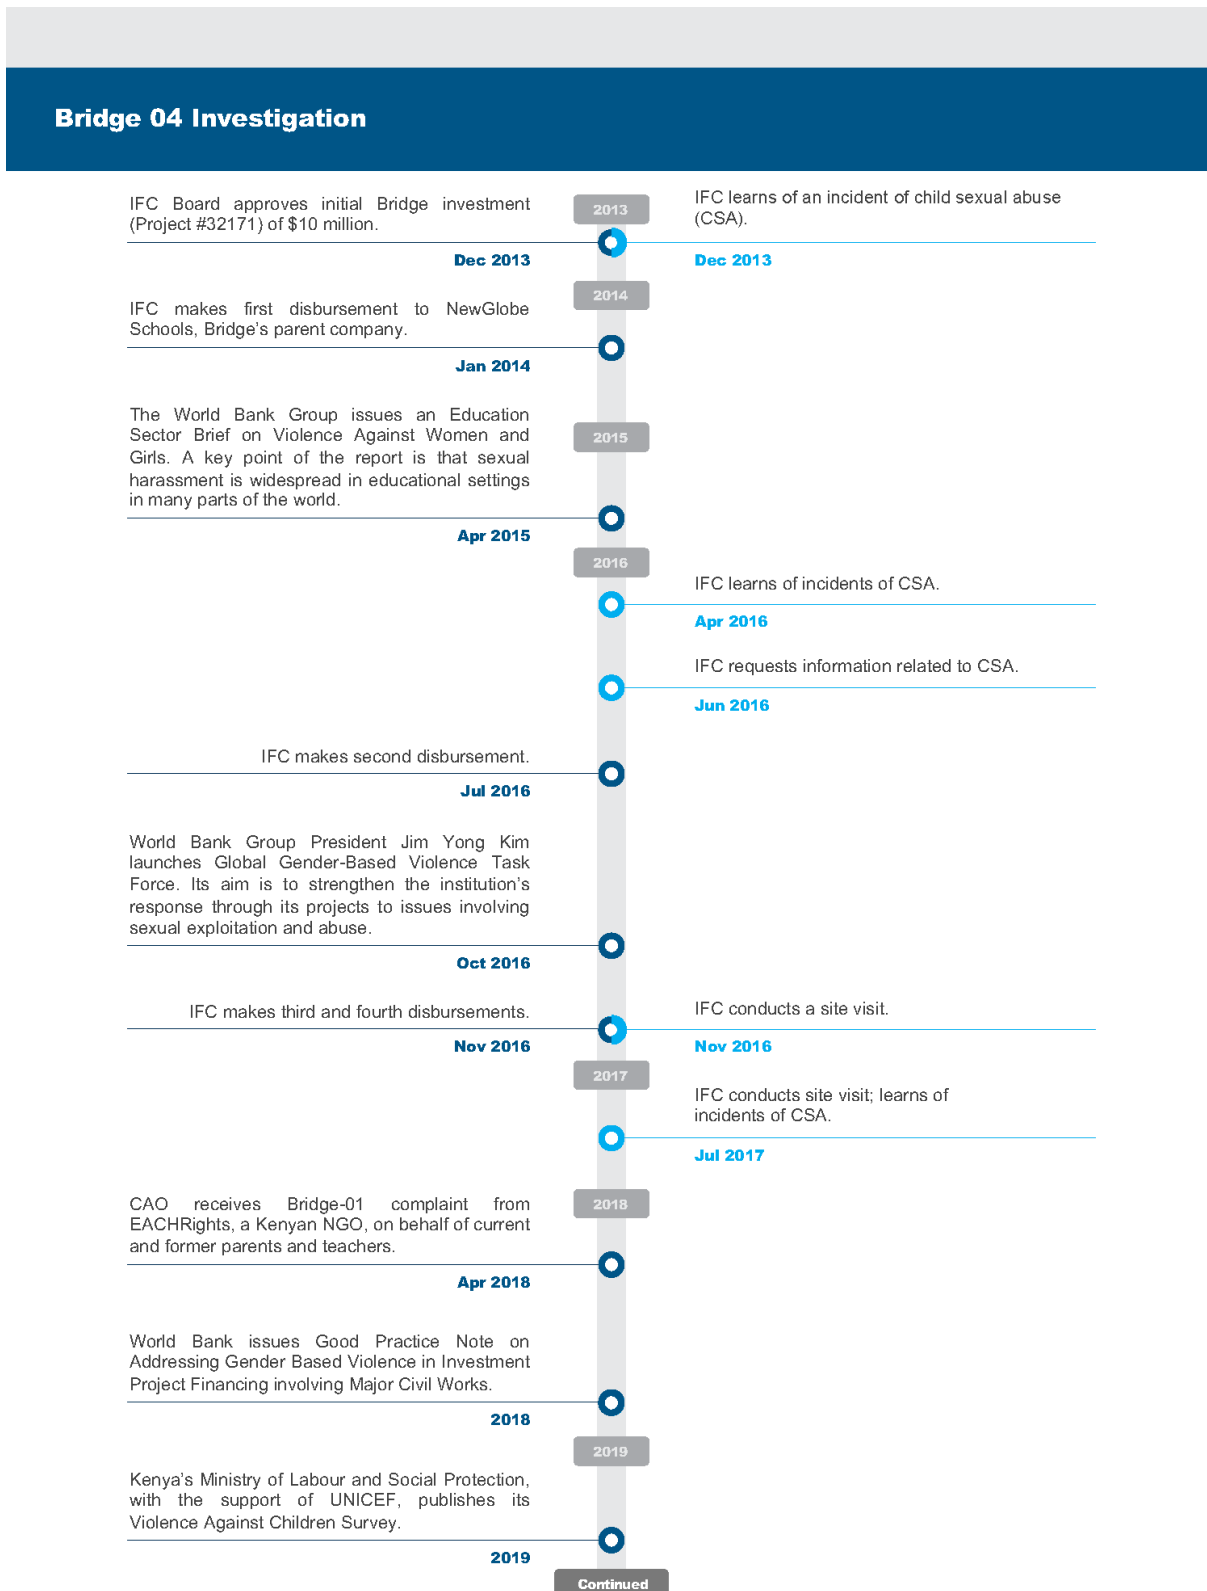 Bridge 04 Investigation
IFC Board approves initial Bridge investment
(Project #32171) of $10 million.
Dec 2013
2013
IFC learns of an incident of child sexual abuse
(CSA).
Dec 2013
2014
IFC makes first disbursement to NewGlobe
Schools, Bridge's parent company.
Jan 2014
The World Bank Group issues an Education
Sector Brief on Violence Against Women and
Girls. A key point of the report is that sexual
harassment is widespread in educational settings
in many parts of the world.
Apr 2015
2015
2016
IFC learns of incidents of CSA.
Apr 2016
IFC requests information related to CSA.
Jun 2016
IFC makes second disbursement.
Jul 2016
World Bank Group President Jim Yong Kim
launches Global Gender-Based Violence Task
Force. Its aim is to strengthen the institution's
response through its projects to issues involving
sexual exploitation and abuse.
Oct 2016
IFC makes third and fourth disbursements.
Nov 2016
IFC conducts a site visit.
Nov 2016
2017
IFC conducts site visit; learns of
incidents of CSA.
Jul 2017
CAO receives Bridge-01 complaint from
EACHRights, a Kenyan NGO, on behalf of current
and former parents and teachers.
Apr 2018
2018
World Bank issues Good Practice Note on
Addressing Gender Based Violence in Investment
Project Financing involving Major Civil Works.
2018
2019
Kenya's Ministry of Labour and Social Protection,
with the support of UNICEF, publishes its
Violence Against Children Survey.
2019
Continued